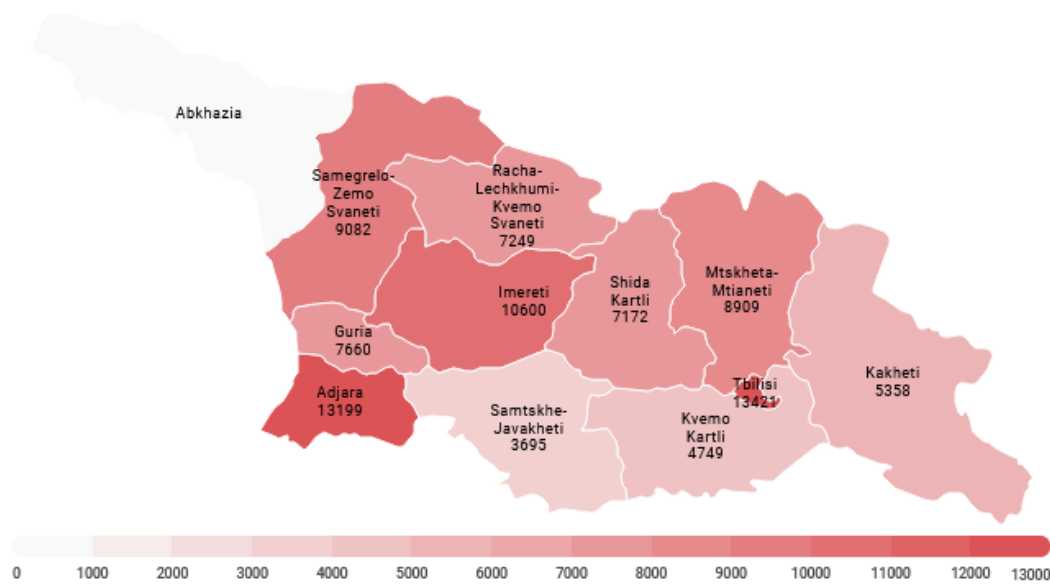 Abkhazia
Samegrelo-
Zemo
Svaneti
9082
Racha-
Lechkhumi-
Kvemo
Svaneti
7249
Imereti
10600
Shida
Kartli
7172
Mtskheta-
Mtianeti
8909
Guria
7660
Adjara
13199
Samtskhe-
Javakheti
3695
Tbilisi
13421
Kvemo
Kartli
4749
Kakheti
5358
0 1000 2000 3000 4000 5000 6000 7000 8000 9000 10000 11000 12000 13000